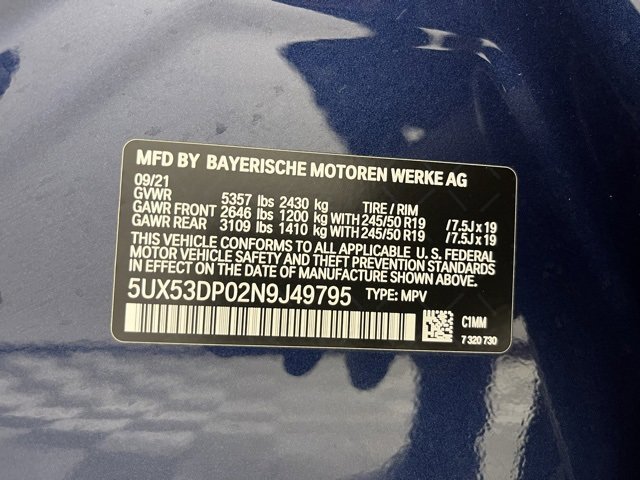 MFD BY BAYERISCHE MOTOREN WERKE AG
09/21
GVWR 5357 lbs 2430 kg TIRE / RIM
GAWR FRONT 2646 lbs 1200 kg WITH 245/50 R19 / 7.5J x 19
GAWR REAR 3109 lbs 1410 kg WITH 245/50 R19 / 7.5J x 19
THIS VEHICLE CONFORMS TO ALL APPLICABLE U. S. FEDERAL
MOTOR VEHICLE SAFETY AND THEFT PREVENTION STANDARDS
IN EFFECT ON THE DATE OF MANUFACTURE SHOWN ABOVE.
5UX53DP02N9J49795 TYPE: MPV
C1MM
7 320 730